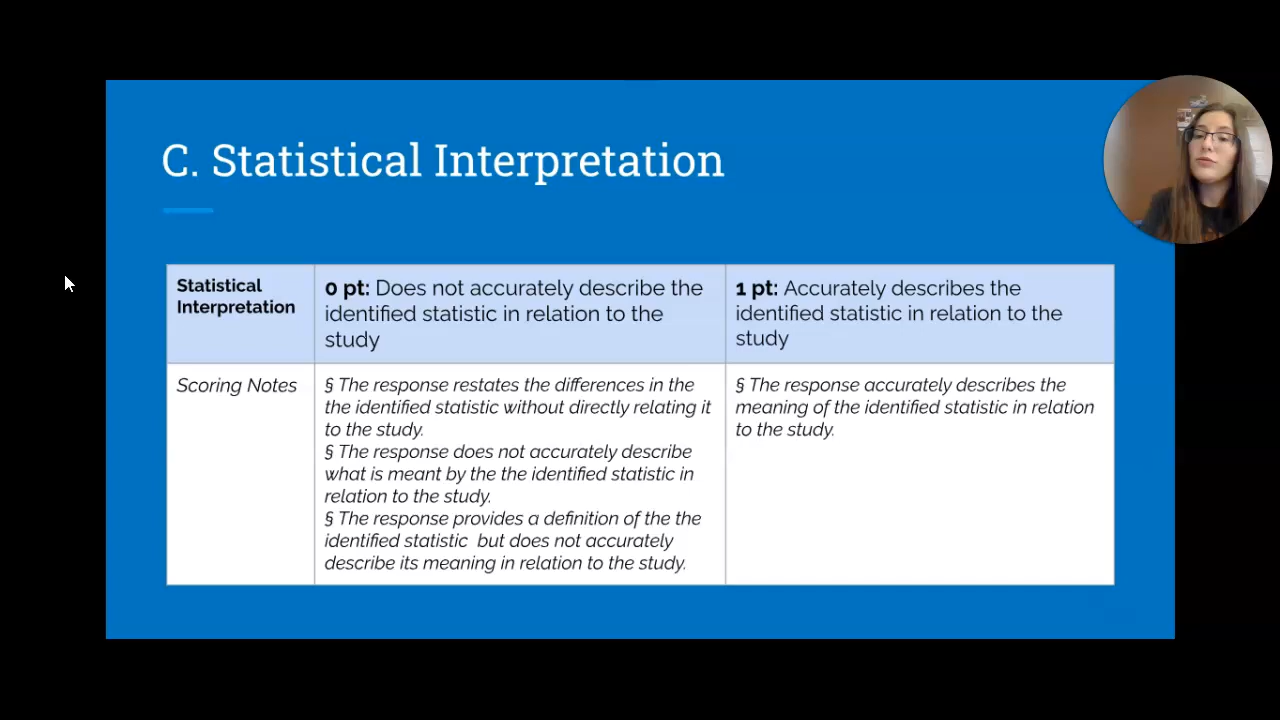 C. Statistical Interpretation
Statistical
Interpretation
0 pt: Does not accurately describe the
identified statistic in relation to the
study
1 pt: Accurately describes the
identified statistic in relation to the
study
Scoring Notes
§ The response restates the differences in the
the identified statistic without directly relating it
to the study.
§ The response does not accurately describe
what is meant by the the identified statistic in
relation to the study.
§ The response provides a definition of the the
identified statistic  but does not accurately
describe its meaning in relation to the study.
§ The response accurately describes the
meaning of the identified statistic in relation
to the study.